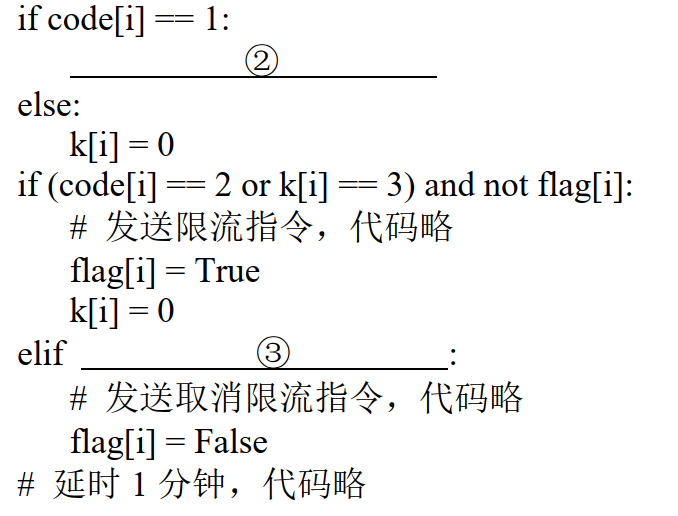 if code[i] == 1:
②
else:
k[i] = 0
if (code[i] == 2 or k[i] == 3) and not flag[i]:
# 发送限流指令，代码略
flag[i] = True
k[i] = 0
elif ③:
# 发送取消限流指令，代码略
flag[i] = False
# 延时 1 分钟，代码略